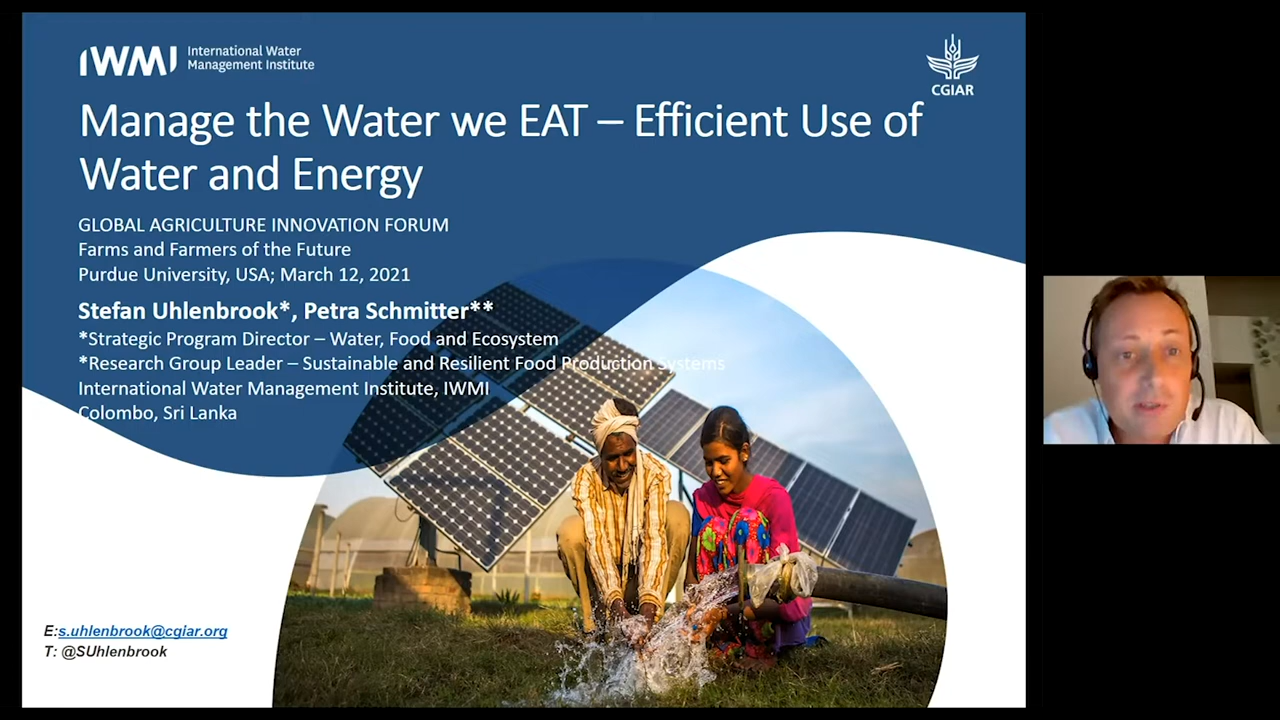 IWMI
International Water
Management Institute
CGIAR
Manage the Water we EAT – Efficient Use of
Water and Energy
GLOBAL AGRICULTURE INNOVATION FORUM
Farms and Farmers of the Future
Purdue University, USA; March 12, 2021
Stefan Uhlenbrook*, Petra Schmitter**
*Strategic Program Director – Water, Food and Ecosystem
*Research Group Leader – Sustainable and Resilient Food Production Systems
International Water Management Institute, IWMI
Colombo, Sri Lanka
E:s.uhlenbrook@cgiar.org
T: @SUhlenbrook